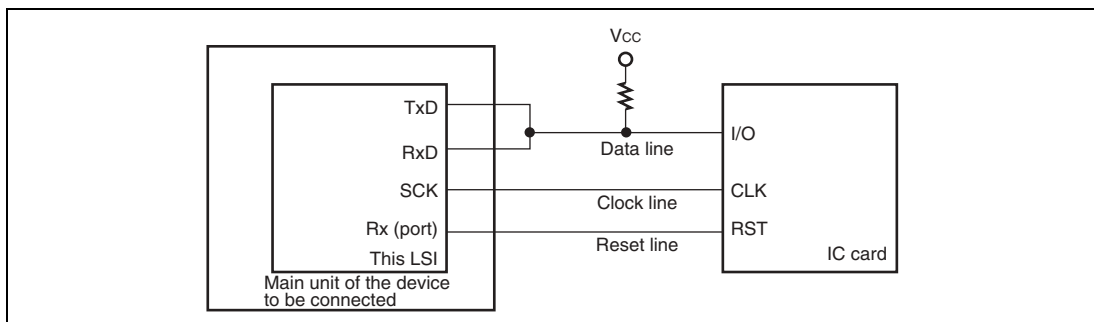 Vcc
TxD
RxD
SCK
Rx (port)
This LSI
Main unit of the device
to be connected
Data line
Clock line
Reset line
I/O
CLK
RST
IC card